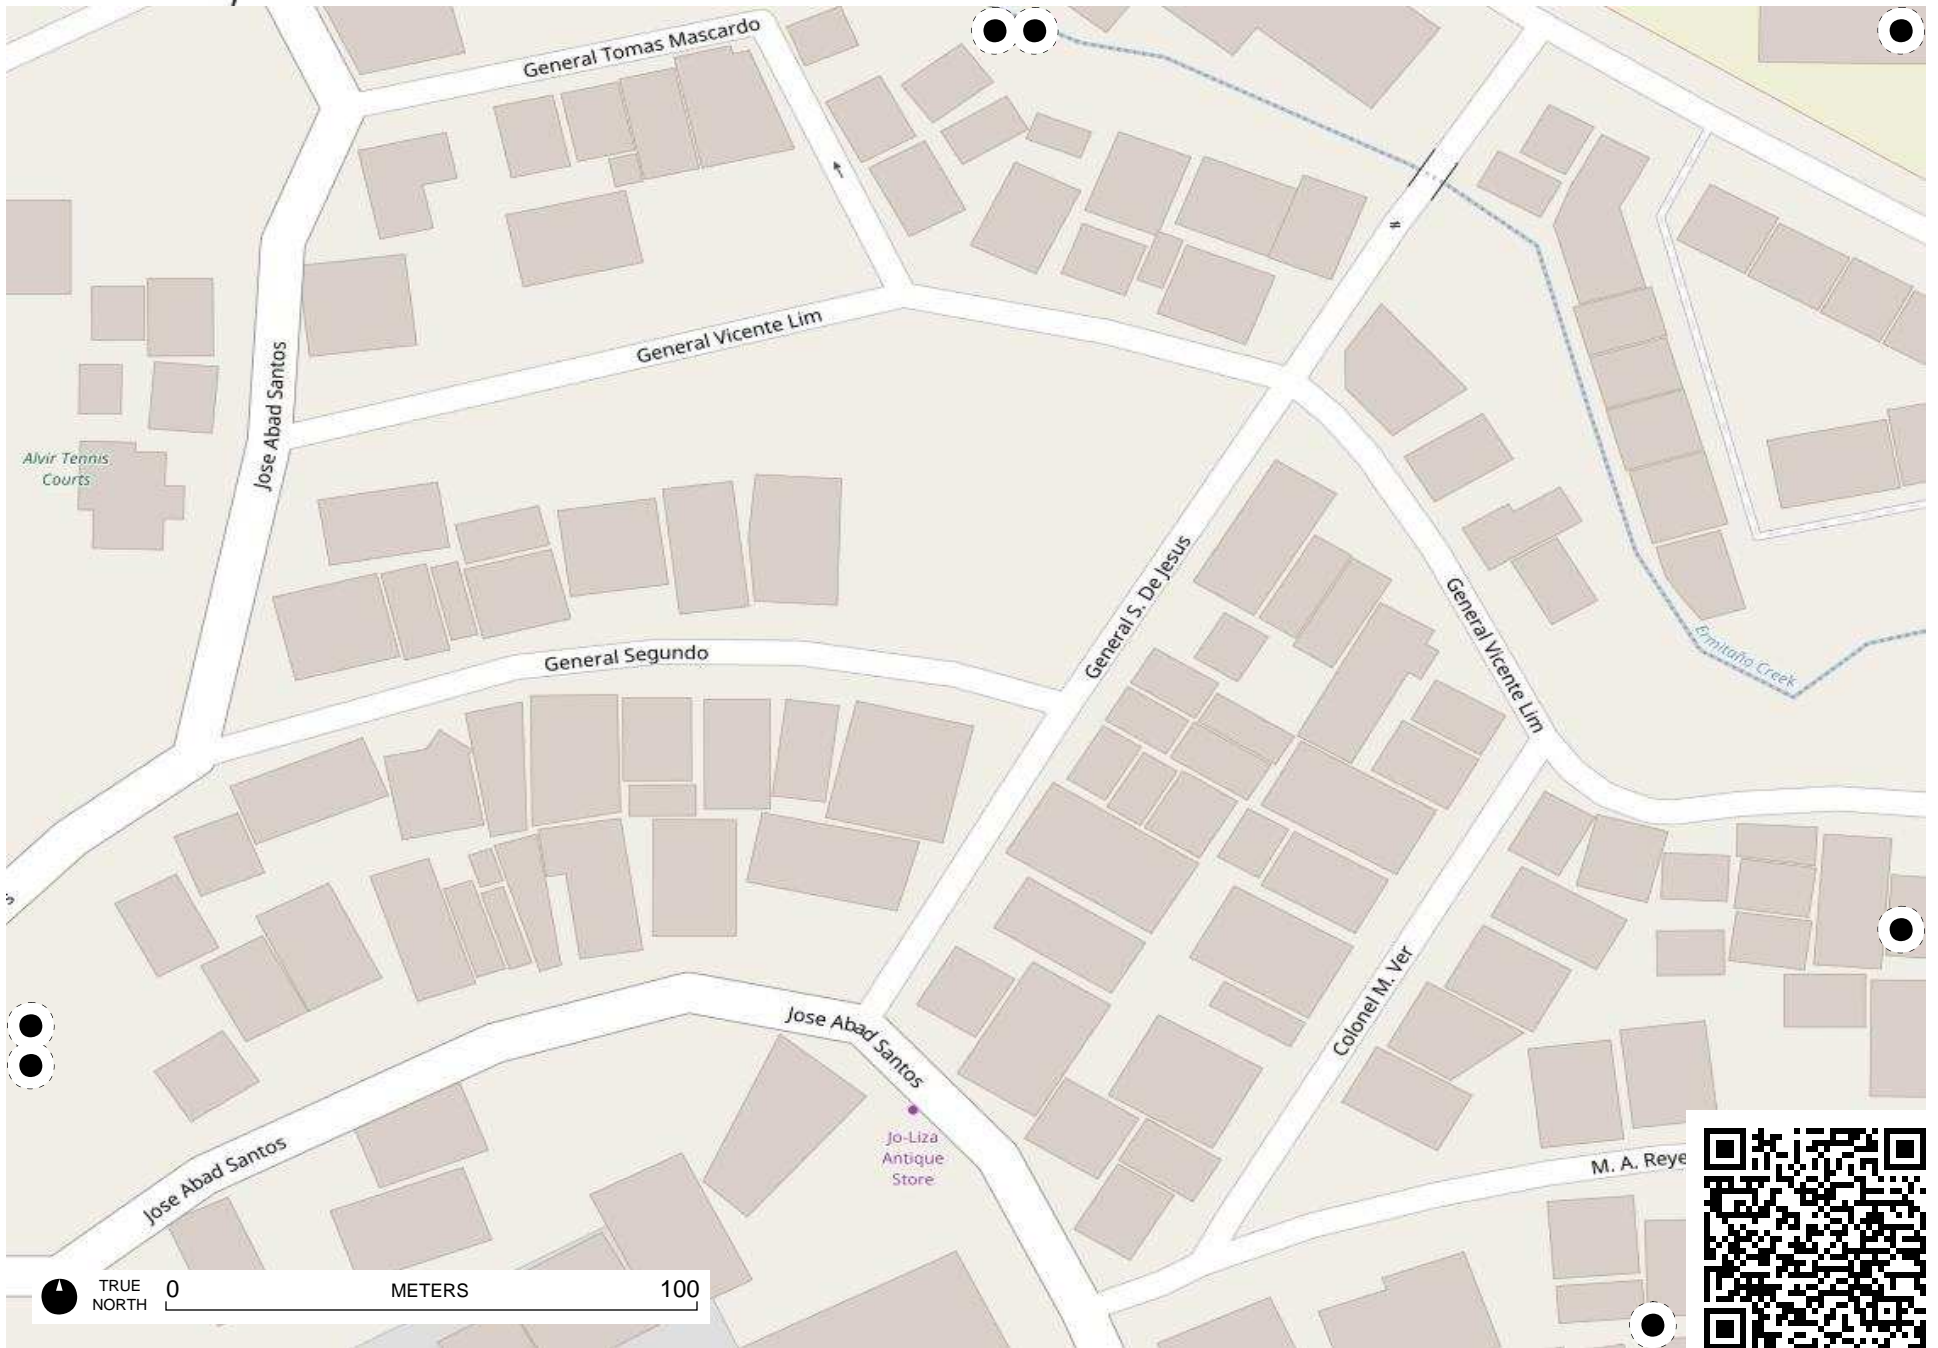 General Tomas Mascardo
General Vicente Lim
Jose Abad Santos
Alvir Tennis
Courts
General S. De Jesus
General Vicente Lim
General Segundo
Ermitaño Creek
Colonel M. Ver
Jose Abad Santos
Jo-Liza
Antique
Store
Jose Abad Santos
M. A. Reye
TRUE
NORTH
0 METERS 100